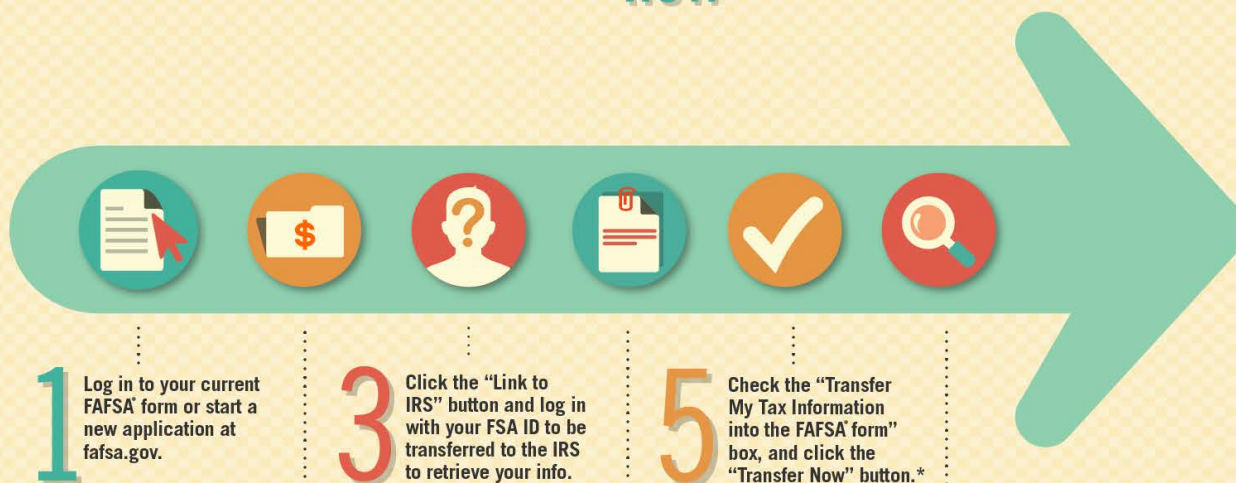 1
Log in to your current
FAFSA® form or start a
new application at
fafsa.gov.
3
Click the “Link to
IRS” button and log in
with your FSA ID to be
transferred to the IRS
to retrieve your info.
5
Check the “Transfer
My Tax Information
into the FAFSA® form”
box, and click the
“Transfer Now” button.*
$
?